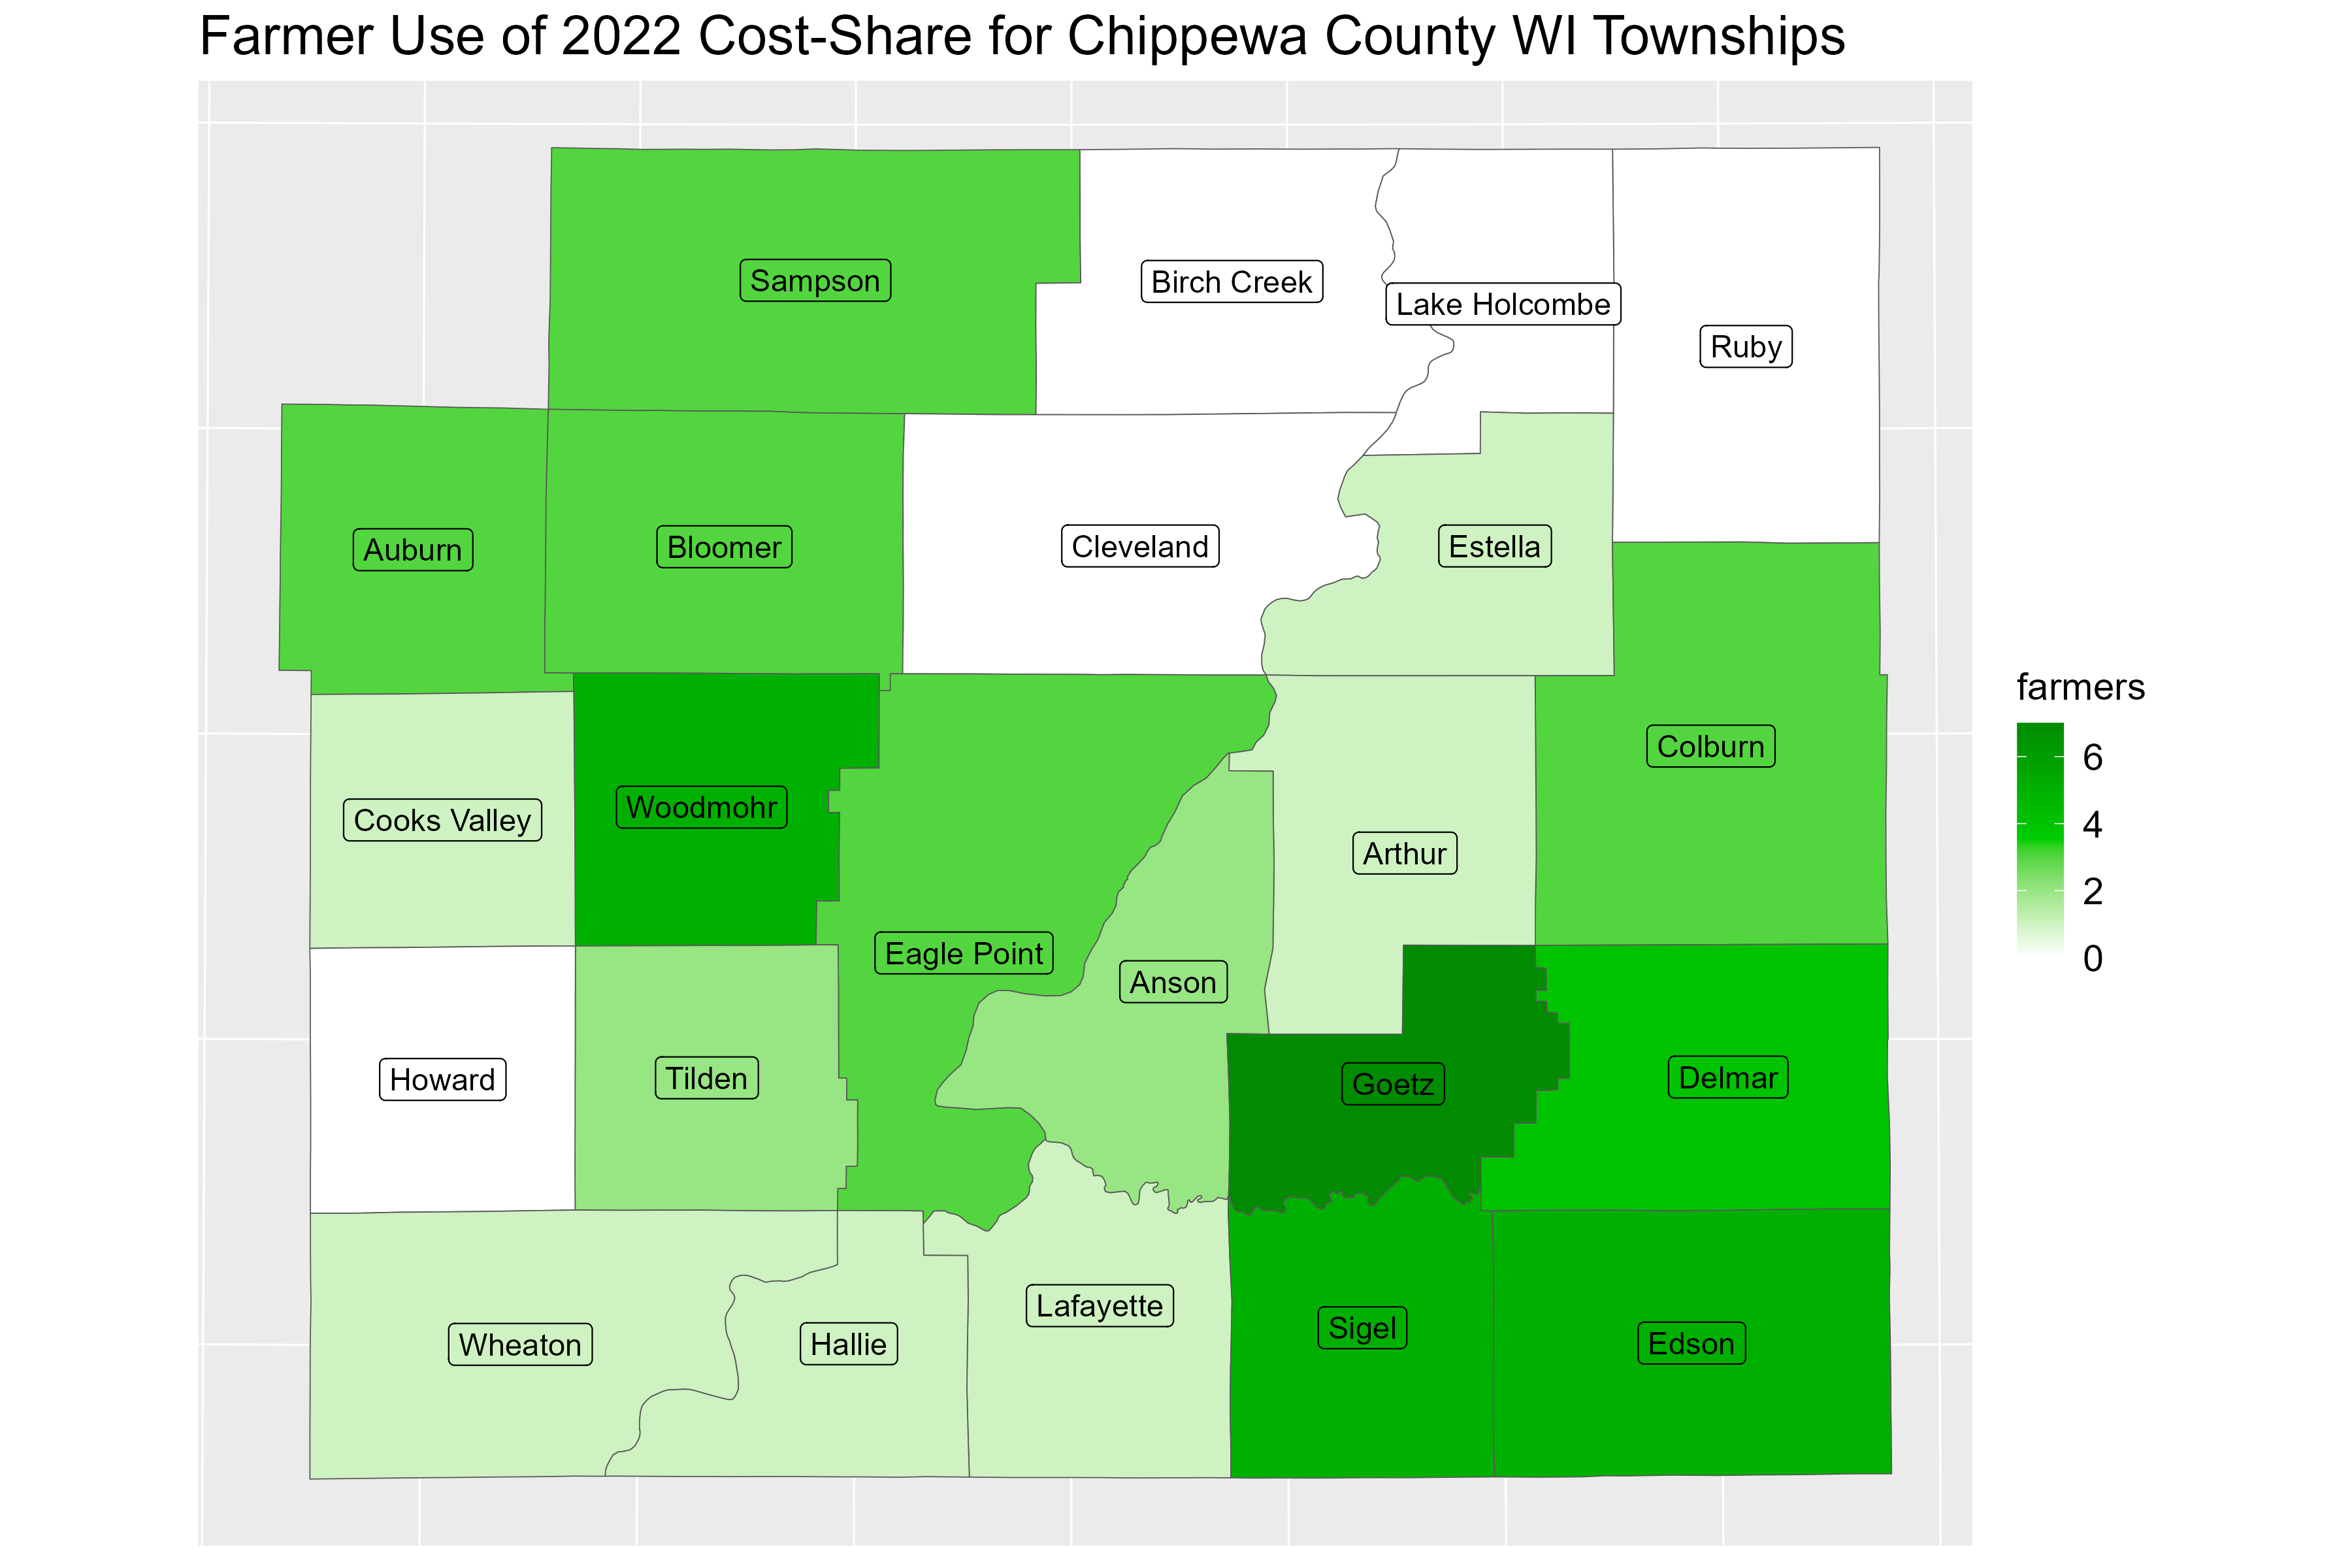 Farmer Use of 2022 Cost-Share for Chippewa County WI Townships
Sampson
Birch Creek
Lake Holcombe
Ruby
Auburn
Bloomer
Cleveland
Estella
Colburn
Cooks Valley
Woodmohr
Arthur
Eagle Point
Anson
Howard
Tilden
Goetz
Delmar
Wheaton
Hallie
Lafayette
Sigel
Edson
farmers
6
4
2
0